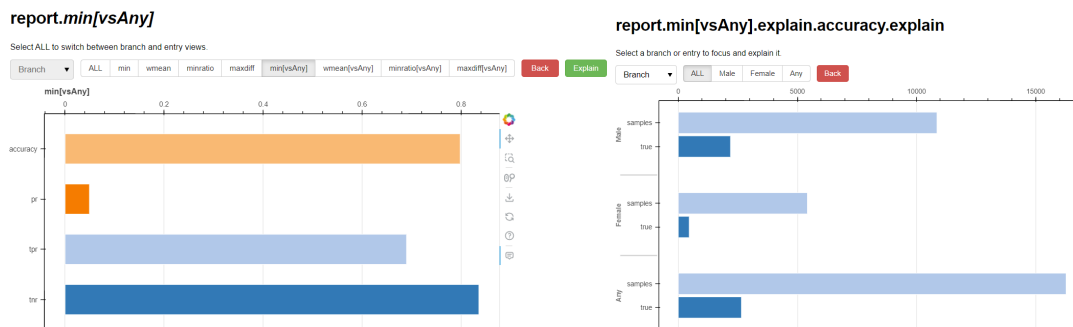 report.min[vsAny]
Select ALL to switch between branch and entry views.
Branch ALL min wmean minratio maxdiff min[vsAny] wmean[vsAny] minratio[vsAny] maxdiff[vsAny] Back Explain
min[vsAny]
0 0.2 0.4 0.6 0.8
accuracy
pr
tpr
tnr
report.min[vsAny].explain.accuracy.explain
Select a branch or entry to focus and explain it.
Branch ALL Male Female Any Back
0 5000 10000 15000
Male
samples
true
Female
samples
true
Any
samples
true